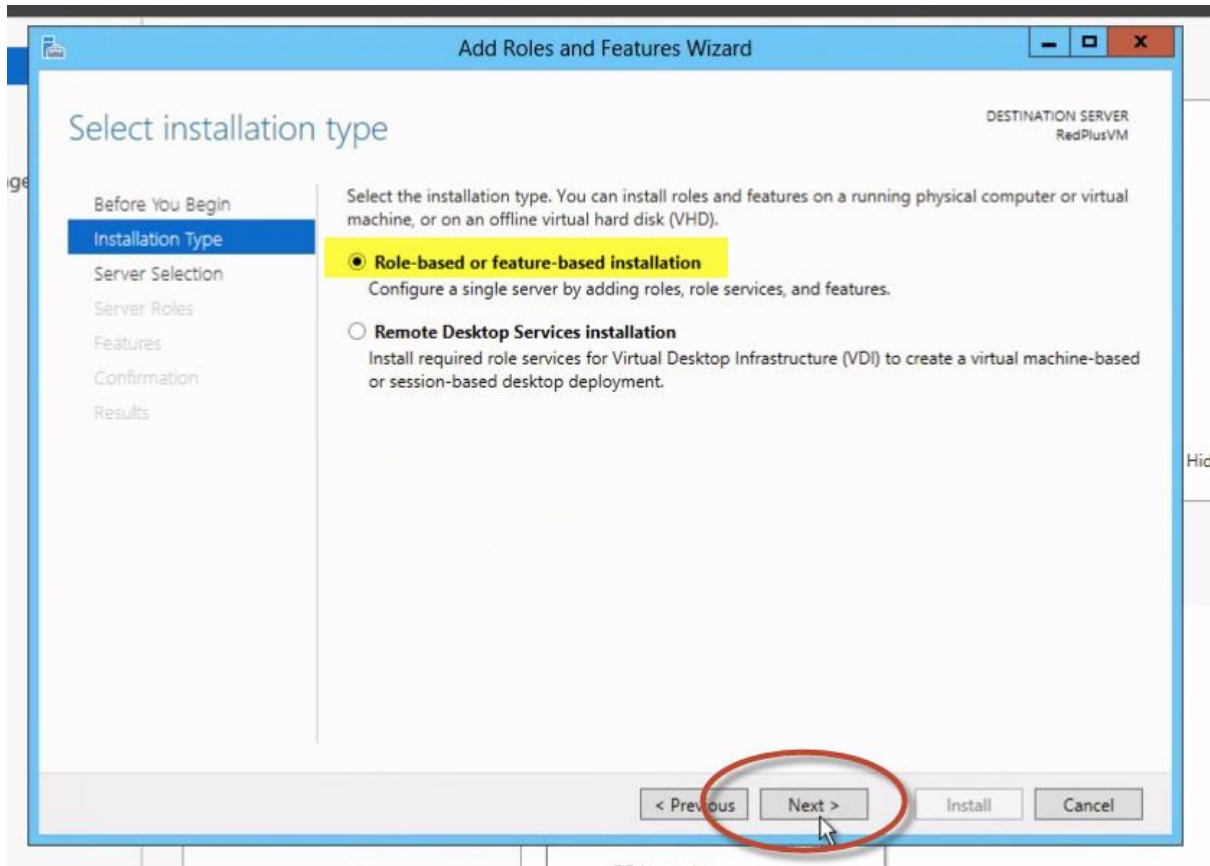 Add Roles and Features Wizard
Select installation type
DESTINATION SERVER
RedPlusVM
Before You Begin
Installation Type
Server Selection
Server Roles
Features
Confirmation
Results
Select the installation type. You can install roles and features on a running physical computer or virtual
machine, or on an offline virtual hard disk (VHD).
Role-based or feature-based installation
Configure a single server by adding roles, role services, and features.
Remote Desktop Services installation
Install required role services for Virtual Desktop Infrastructure (VDI) to create a virtual machine-based
or session-based desktop deployment.
Hid
< Previous Next > Install Cancel